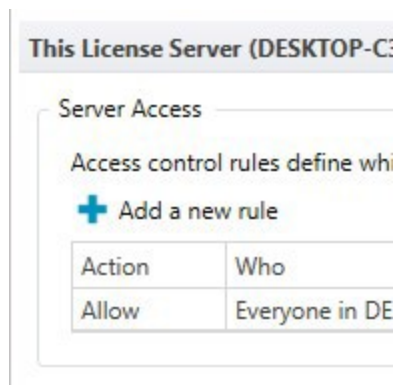 This License Server (DESKTOP-C3
Server Access
Access control rules define whi
Add a new rule
Action Who
Allow Everyone in DE